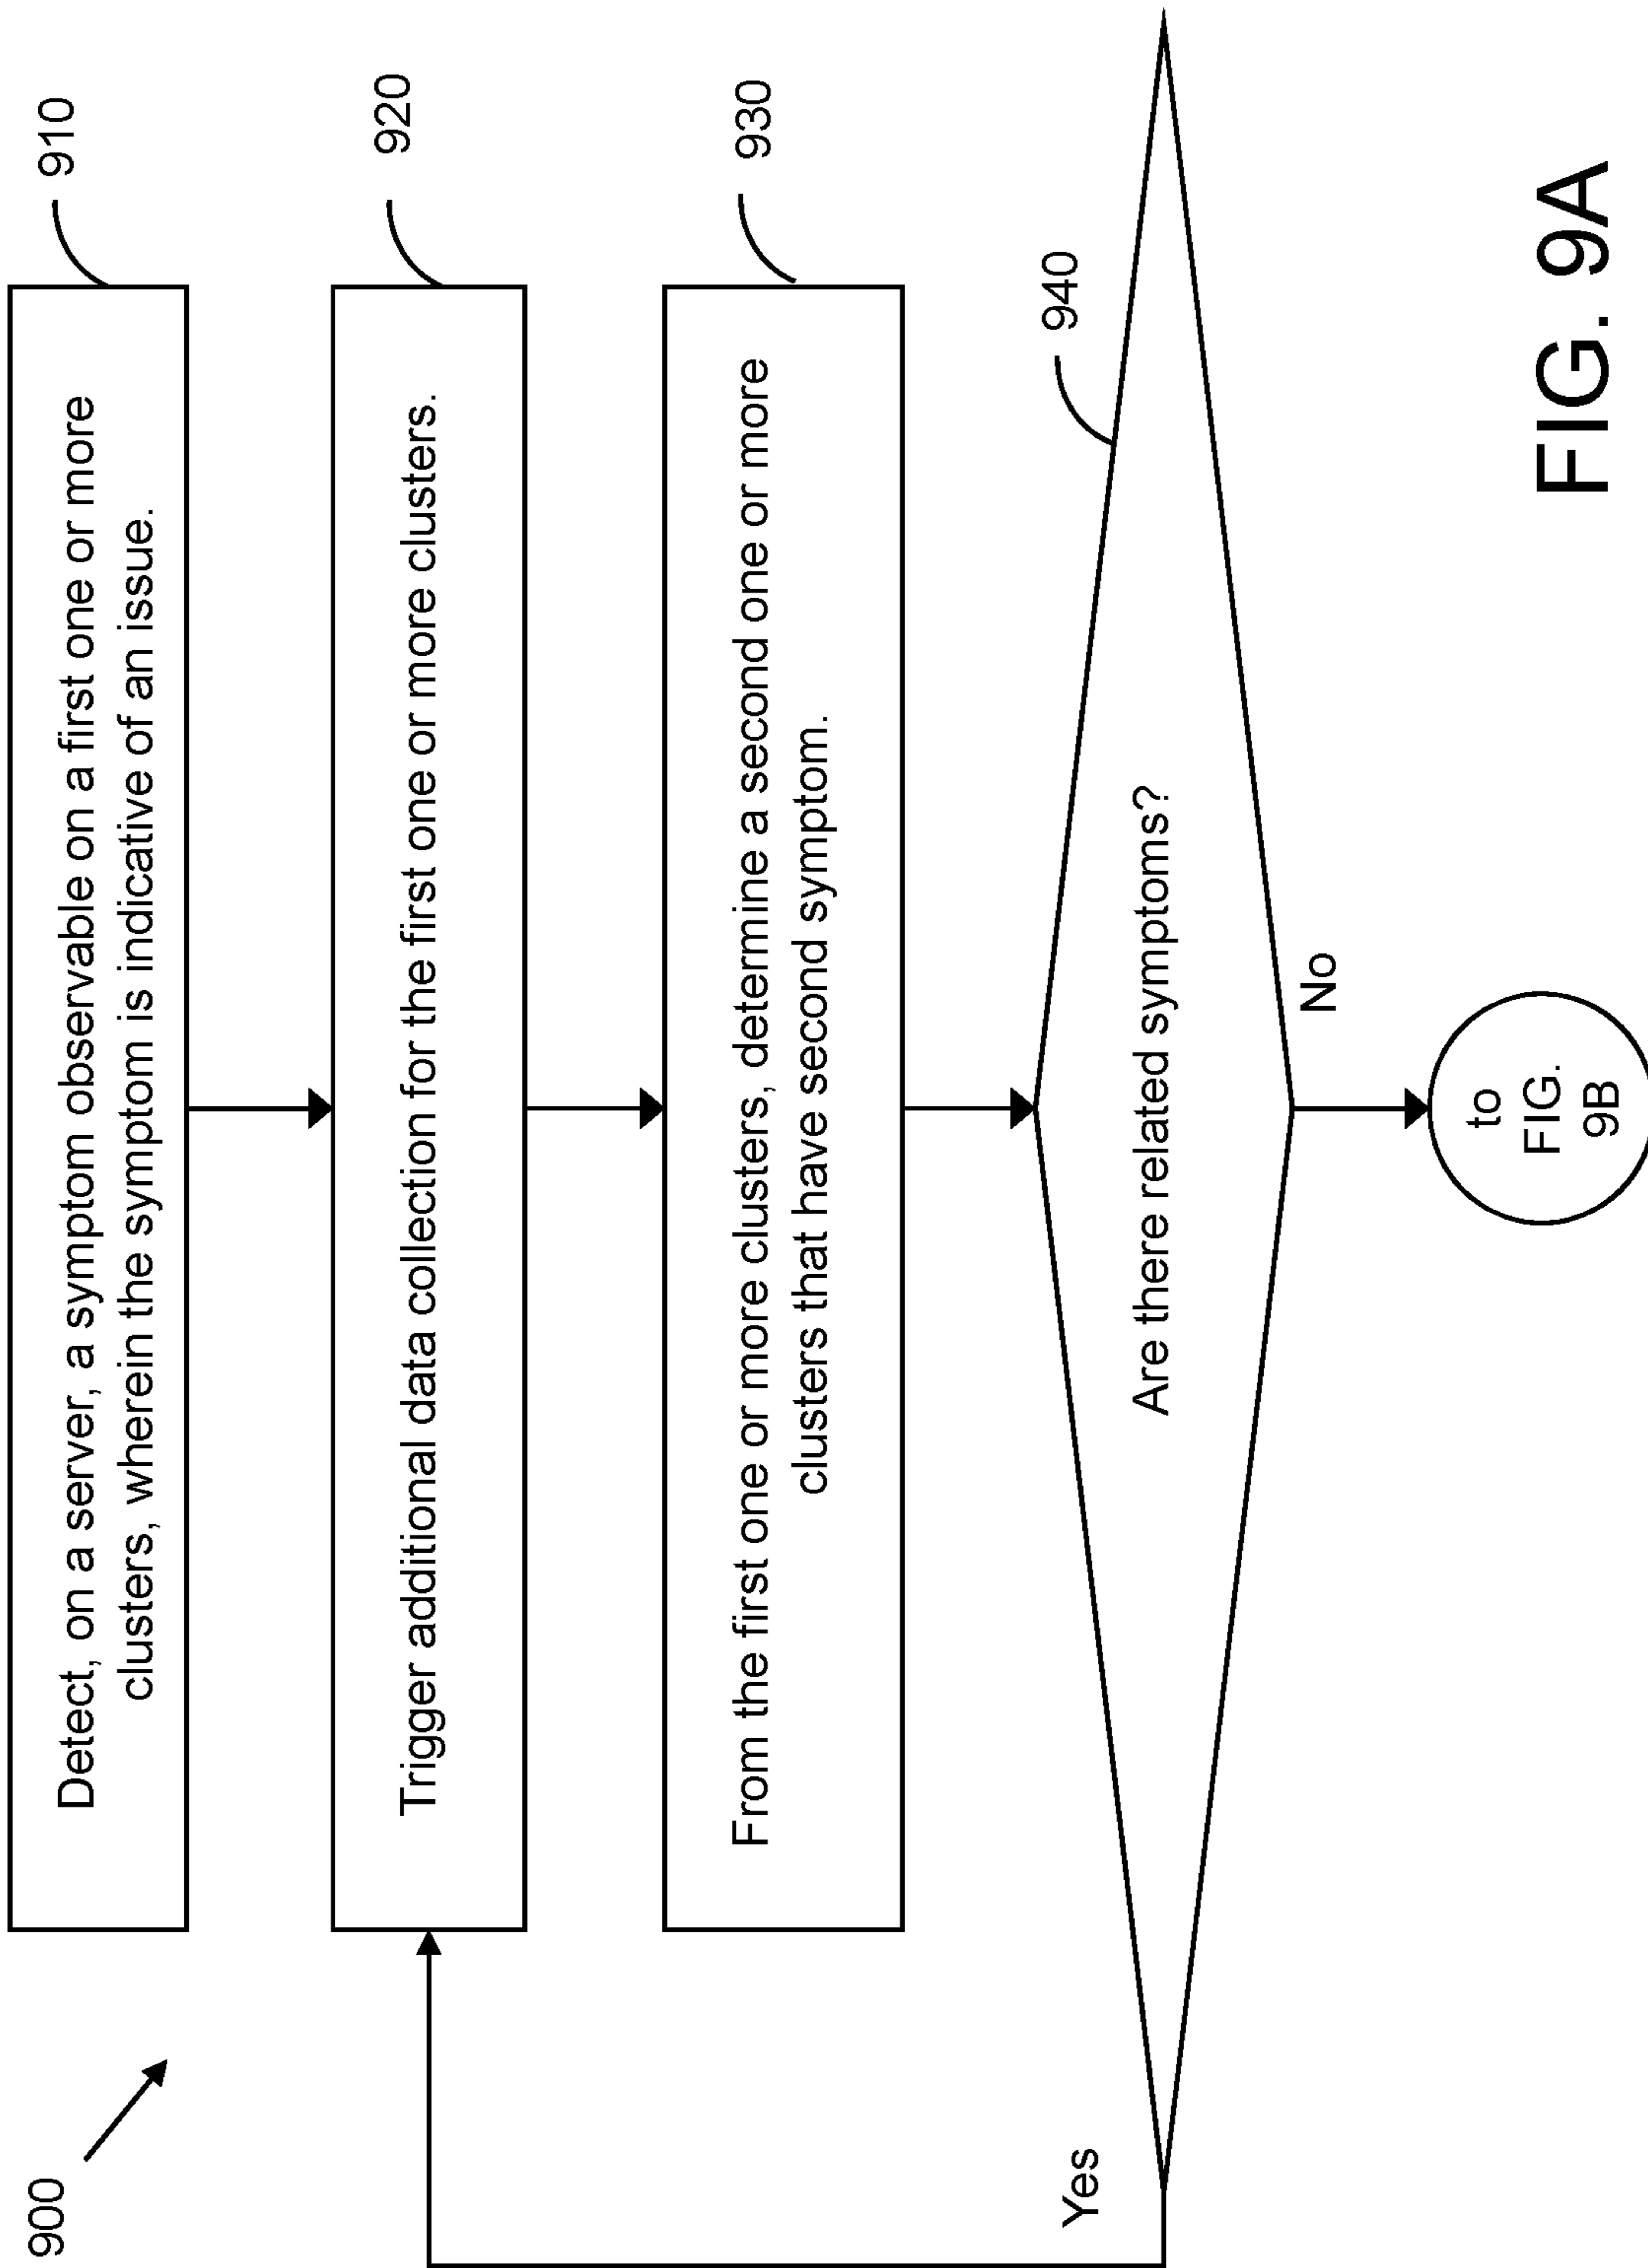 900
910
Detect, on a server, a symptom observable on a first one or more
clusters, wherein the symptom is indicative of an issue.
920
Trigger additional data collection for the first one or more clusters.
930
From the first one or more clusters, determine a second one or more
clusters that have second symptom.
940
Are there related symptoms?
Yes
No
to
FIG.
9B
FIG. 9A